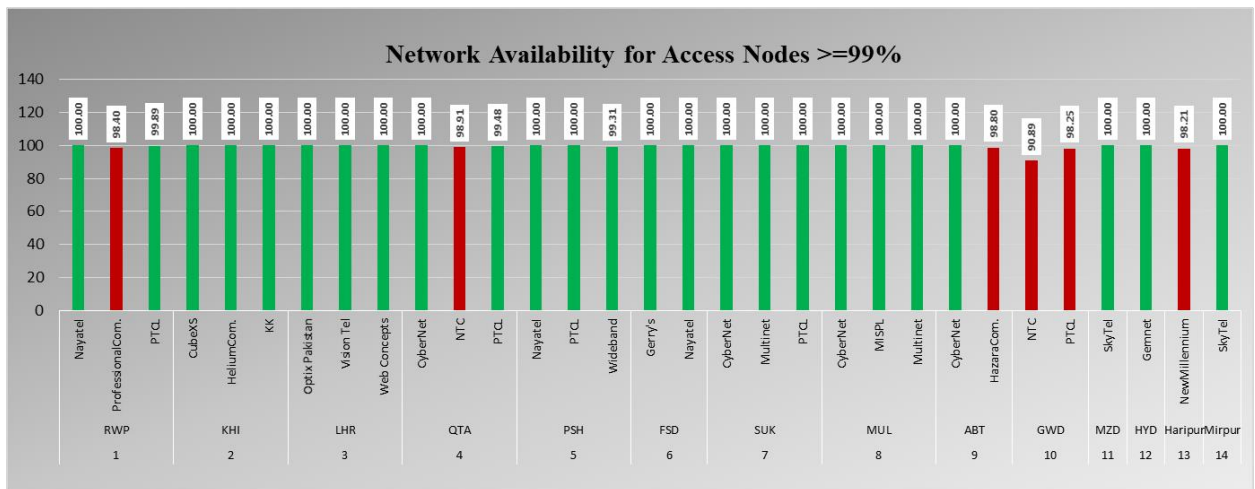 Network Availability for Access Nodes >=99%
140
120
100
80
60
40
20
0
100.00
98.40
99.89
100.00
100.00
100.00
100.00
100.00
100.00
100.00
98.91
99.48
100.00
100.00
99.31
100.00
100.00
100.00
100.00
100.00
100.00
100.00
100.00
100.00
98.80
90.89
98.25
100.00
100.00
98.21
100.00
Nayatel
ProfessionalCom.
PTCL
CubeXS
HeliumCom.
KK
Optix Pakistan
Vision Tel
Web Concepts
CyberNet
NTC
PTCL
Nayatel
PTCL
Wideband
Gerry's
Nayatel
CyberNet
Multinet
PTCL
CyberNet
MISPL
Multinet
CyberNet
HazaraCom.
NTC
PTCL
SkyTel
Gemnet
NewMillennium
SkyTel
RWP KHI LHR QTA PSH FSD SUK MUL ABT GWD MZD HYD Haripur Mirpur
1 2 3 4 5 6 7 8 9 10 11 12 13 14